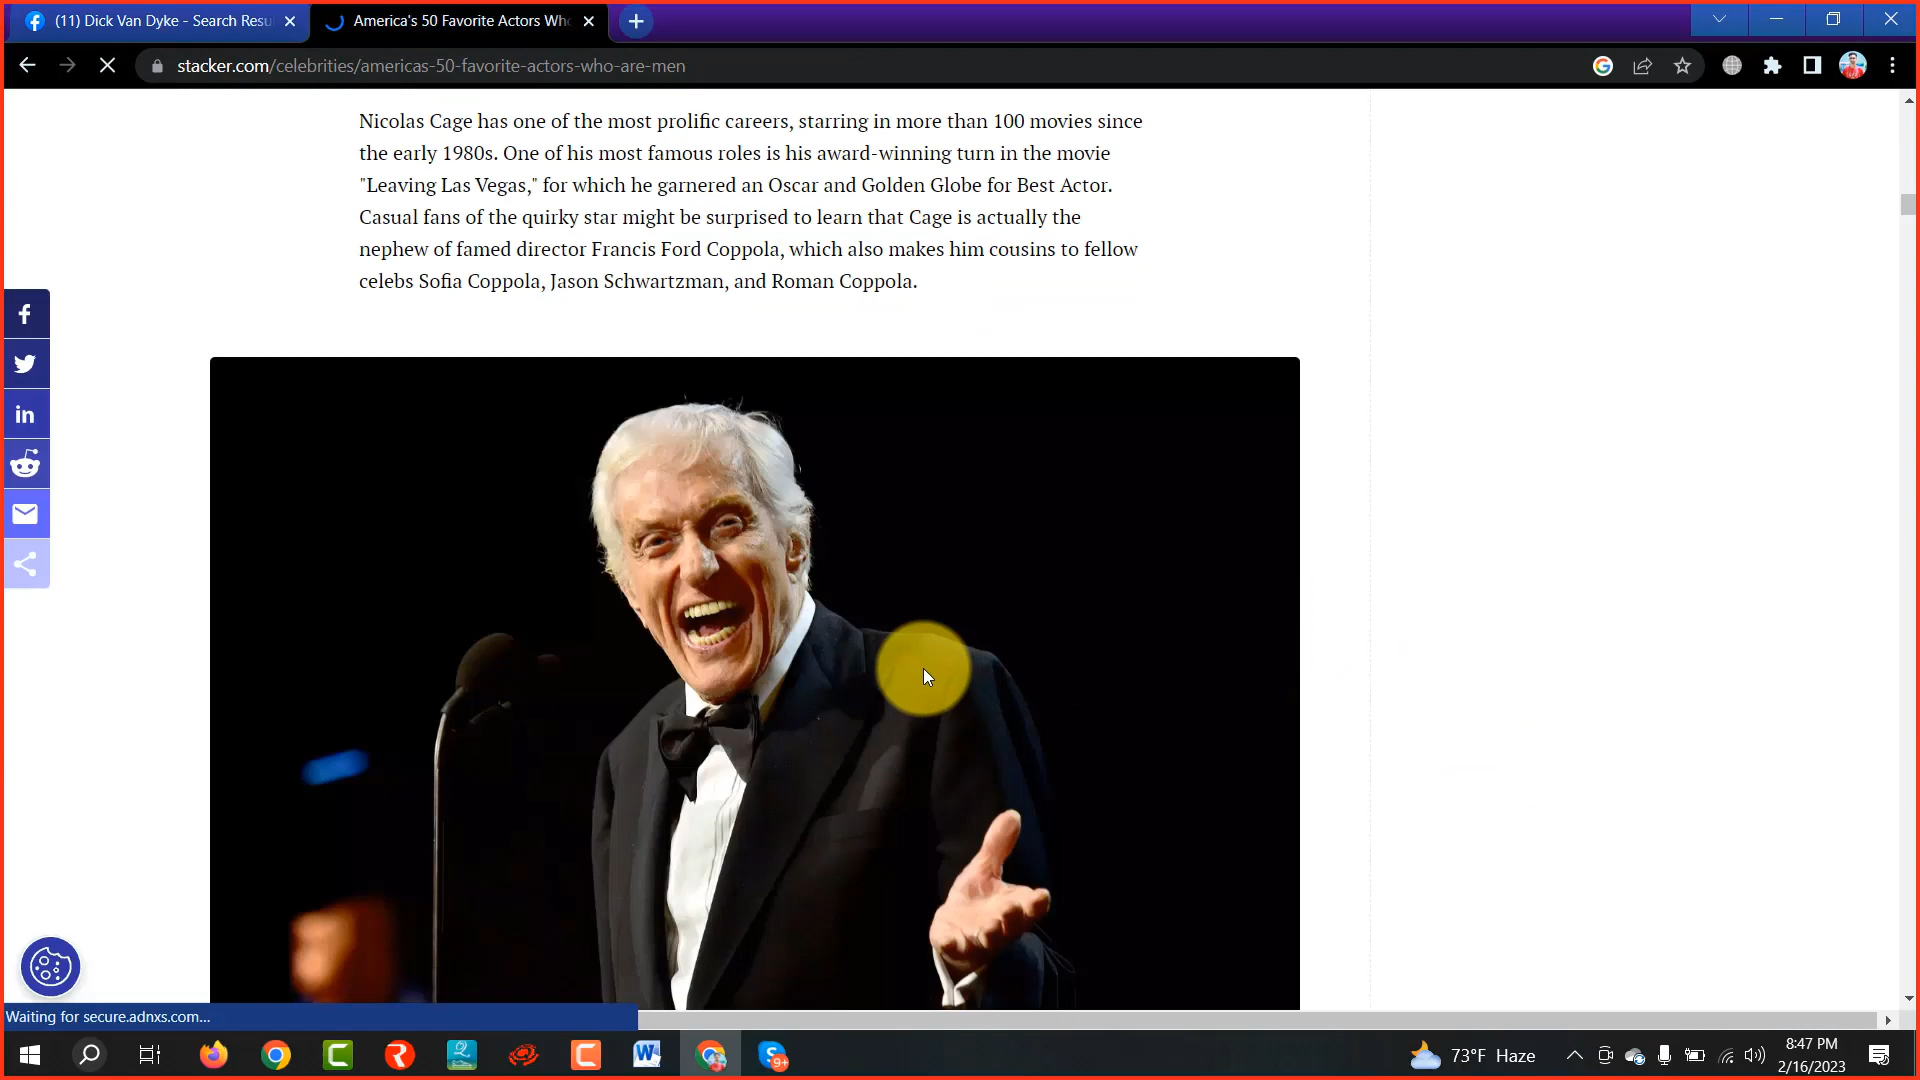 (11) Dick Van Dyke - Search Resu
America's 50 Favorite Actors Who
stacker.com/celebrities/americas-50-favorite-actors-who-are-men
Nicolas Cage has one of the most prolific careers, starring in more than 100 movies since
the early 1980s. One of his most famous roles is his award-winning turn in the movie
"Leaving Las Vegas," for which he garnered an Oscar and Golden Globe for Best Actor.
Casual fans of the quirky star might be surprised to learn that Cage is actually the
nephew of famed director Francis Ford Coppola, which also makes him cousins to fellow
celebs Sofia Coppola, Jason Schwartzman, and Roman Coppola.
Waiting for secure.adnxs.com...
9+
73°F Haze
8:47 PM
2/16/2023